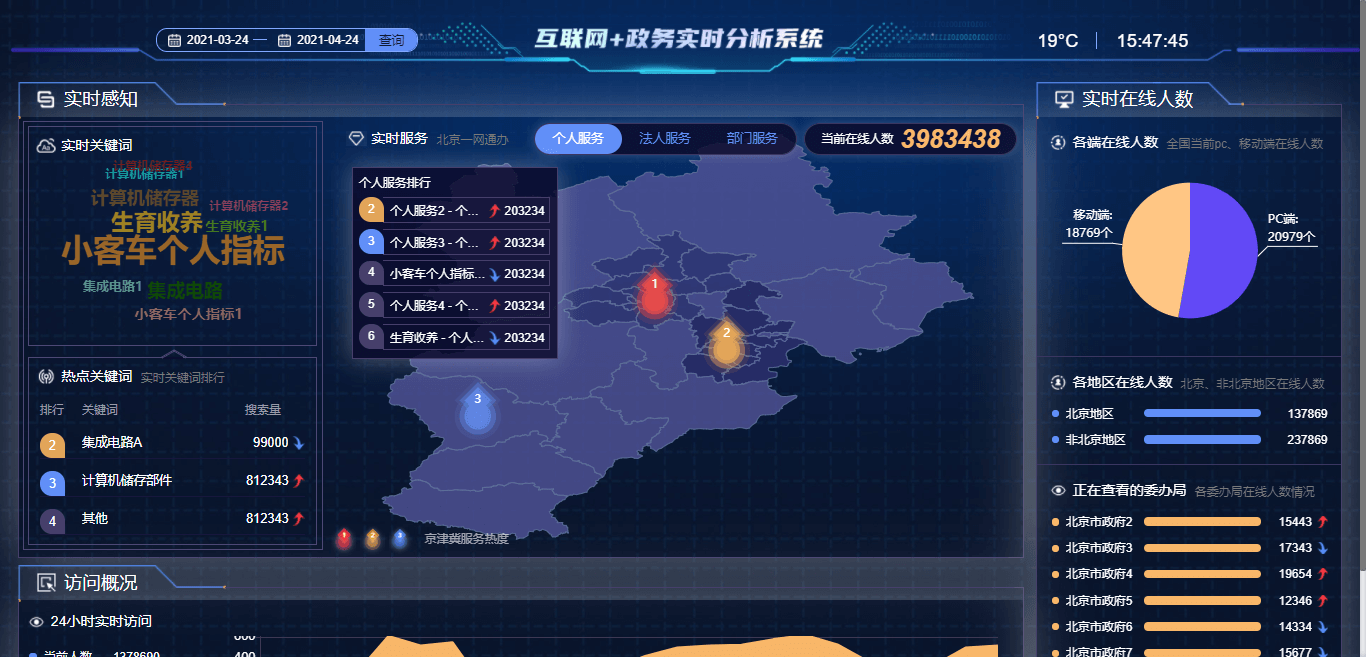 2021-03-24 — 2021-04-24 查询
互联网+政务实时分析系统
19°C 15:47:45
实时感知
实时关键词
计算机储存器3
计算机储存器1
计算机储存器
计算机储存器2
生育收养
生育收养1
小客车个人指标
集成电路1
集成电路
小客车个人指标1
热点关键词 实时关键词排行
排行 关键词 搜索量
2 集成电路A 99000
3 计算机储存部件 812343
4 其他 812343
实时服务 北京一网通办
个人服务 法人服务 部门服务
当前在线人数 3983438
个人服务排行
2 个人服务2 - 个... 203234
3 个人服务3 - 个... 203234
4 小客车个人指标... 203234
5 个人服务4 - 个... 203234
6 生育收养 - 个人... 203234
1
2
3
京津冀服务热度
实时在线人数
各端在线人数 全国当前pc、移动端在线人数
移动端:
18769个
PC端:
20979个
各地区在线人数 北京、非北京地区在线人数
北京地区 137869
非北京地区 237869
正在查看的委办局 各委办局在线人数情况
北京市政府2 15443
北京市政府3 17343
北京市政府4 19654
北京市政府5 12346
北京市政府6 14334
北京市政府7 15677
访问概况
24小时实时访问
当前人数 1378690
600
400